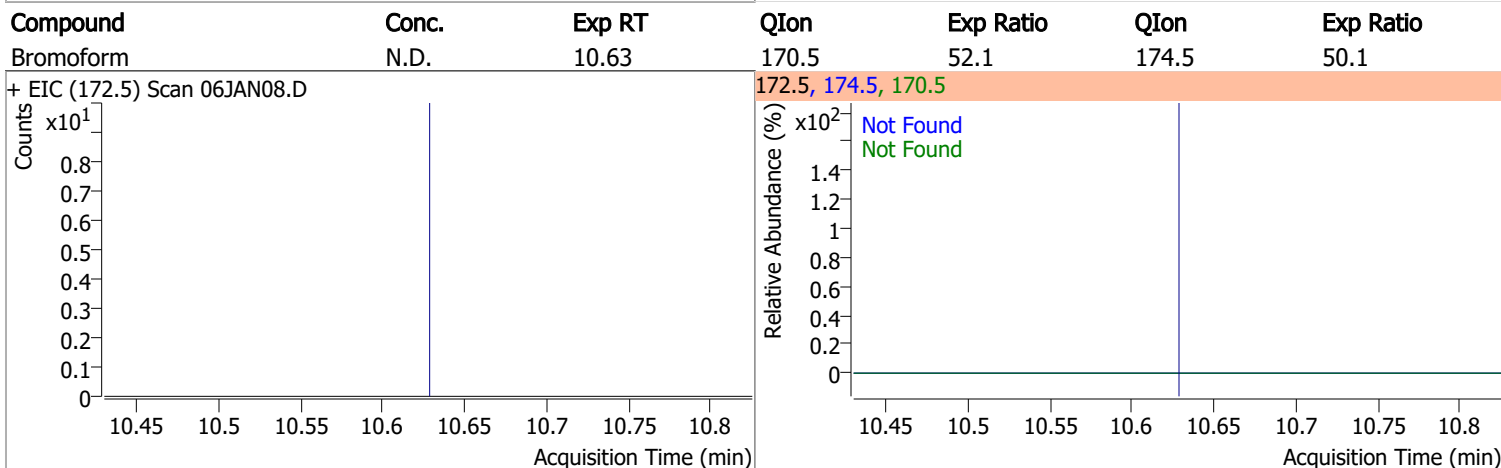 Compound Conc. Exp RT QIon Exp Ratio QIon Exp Ratio
Bromoform N.D. 10.63 170.5 52.1 174.5 50.1
+ EIC (172.5) Scan 06JAN08.D
Counts
x10¹
0.8
0.7
0.6
0.5
0.4
0.3
0.2
0.1
0
10.45 10.5 10.55 10.6 10.65 10.7 10.75 10.8
Acquisition Time (min)
172.5, 174.5, 170.5
Relative Abundance (%)
x10²
Not Found
Not Found
1.4
1.2
1
0.8
0.6
0.4
0.2
0
10.45 10.5 10.55 10.6 10.65 10.7 10.75 10.8
Acquisition Time (min)